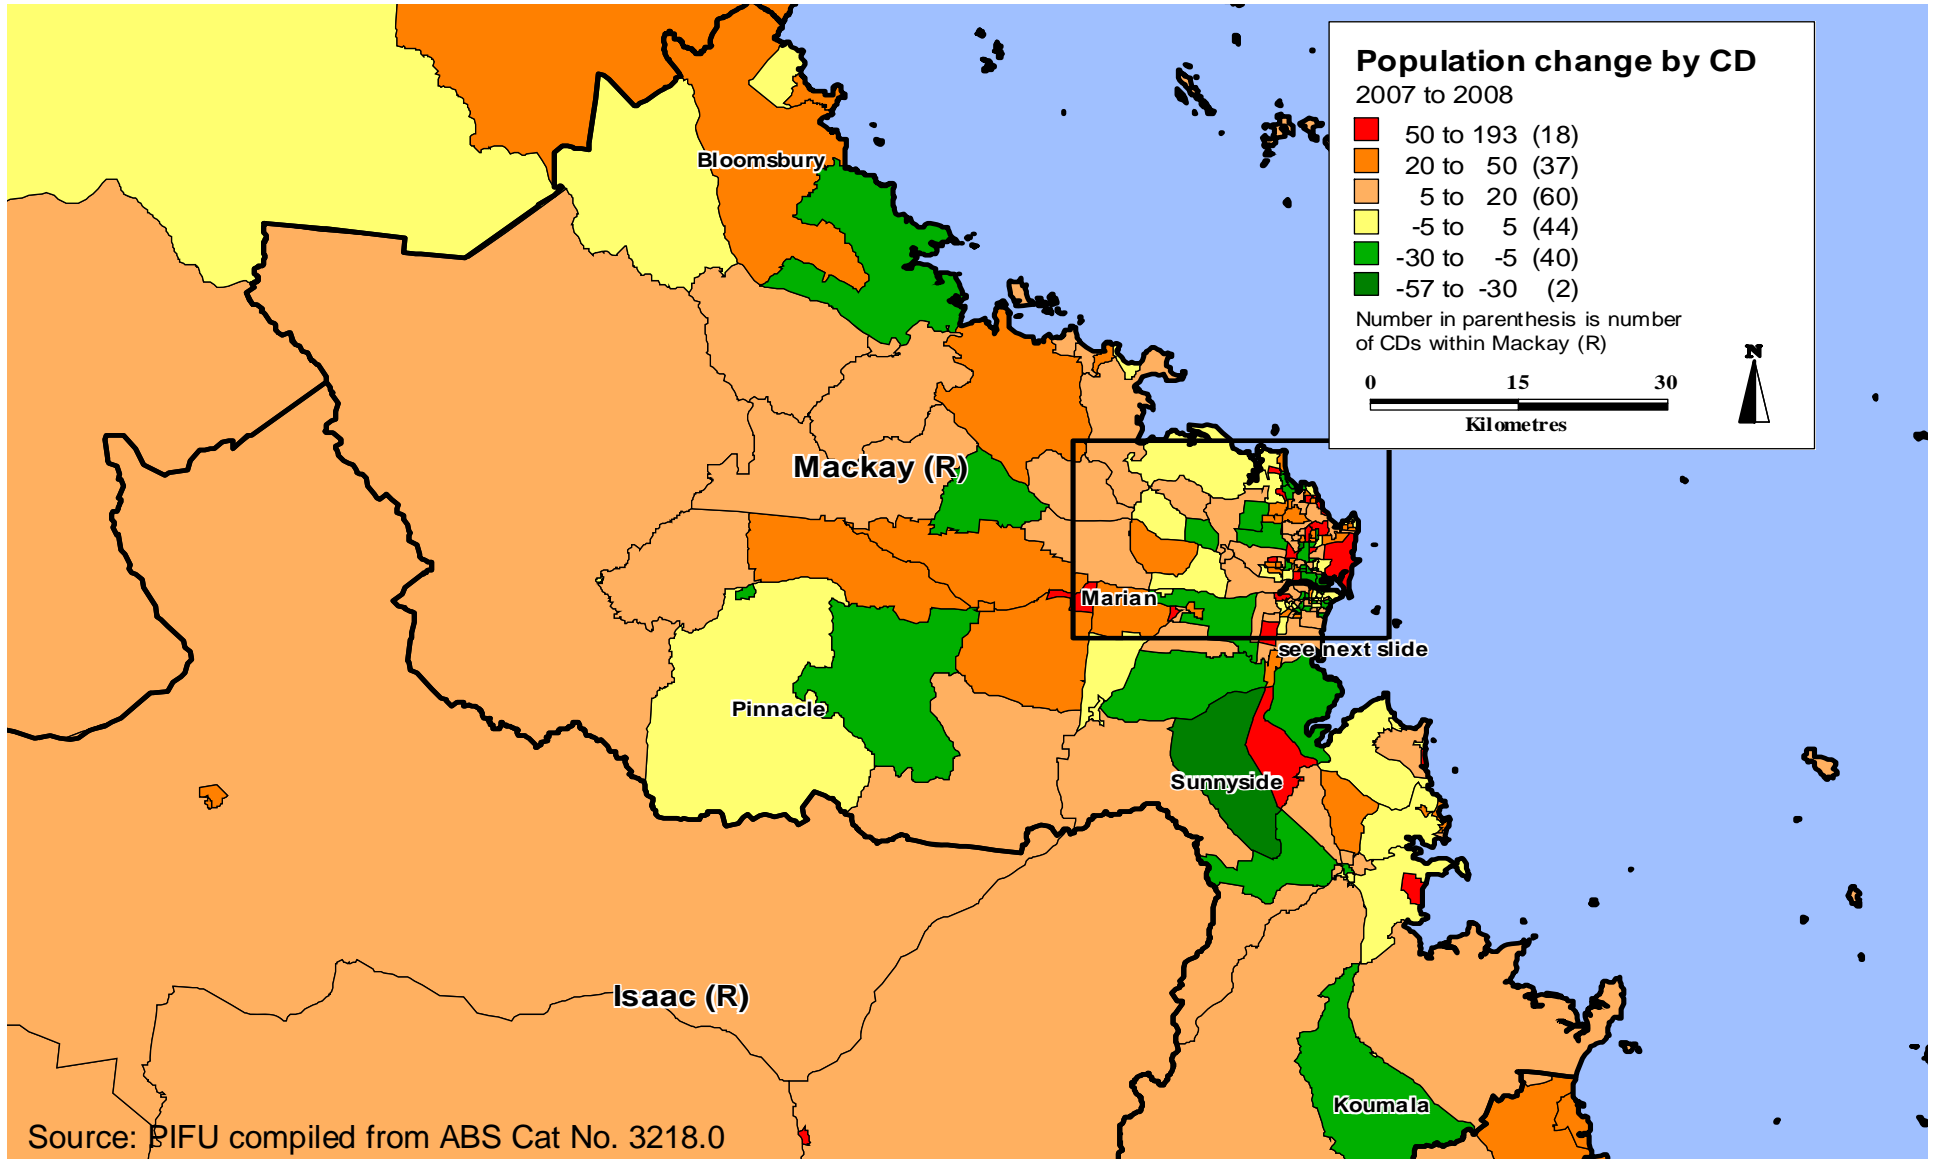 Population change by CD
2007 to 2008
50 to 193 (18)
20 to 50 (37)
5 to 20 (60)
-5 to 5 (44)
-30 to -5 (40)
-57 to -30 (2)
Number in parenthesis is number
of CDs within Mackay (R)
0 15 30
Kilometres
N
Bloomsbury
Mackay (R)
Marian
see next slide
Pinnacle
Sunnyside
Isaac (R)
Koumala
Source: PIFU compiled from ABS Cat No. 3218.0